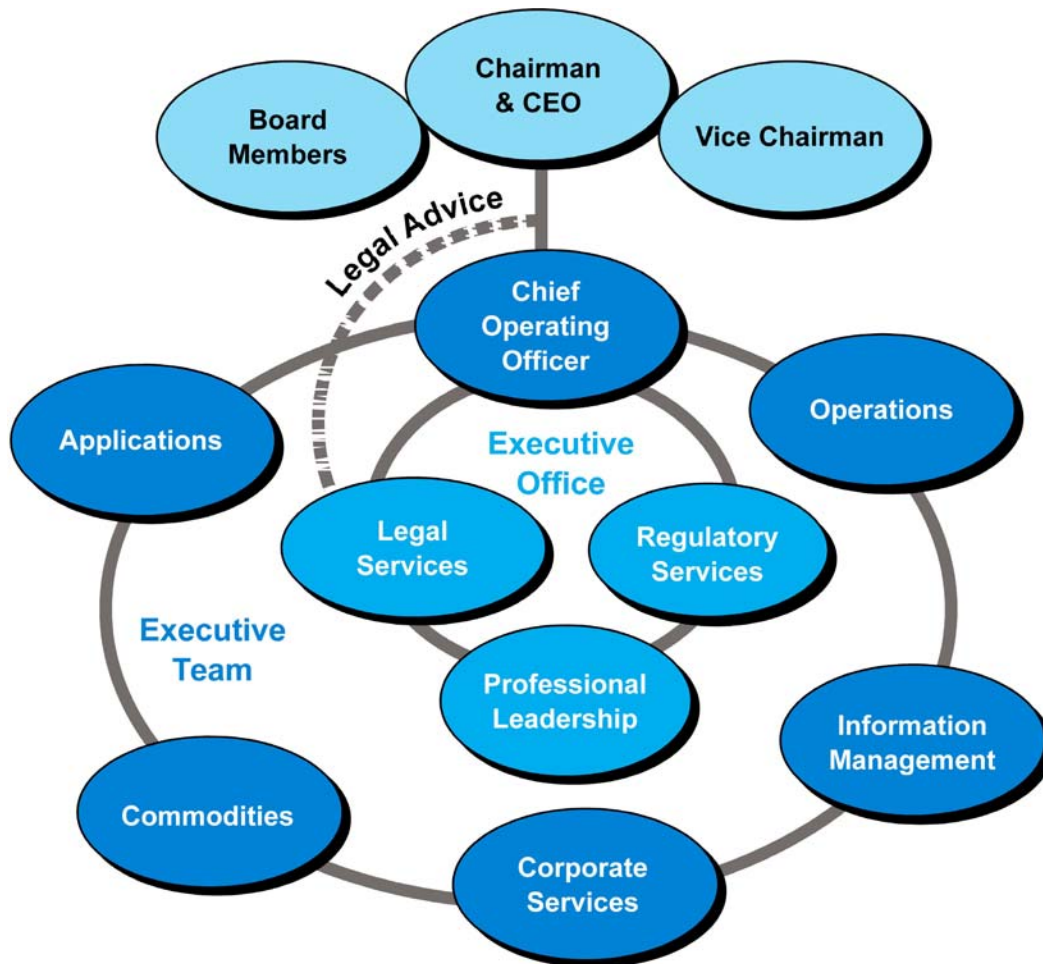 Chairman
& CEO
Board
Members
Vice Chairman
Legal Advice
Chief
Operating
Officer
Applications
Operations
Executive
Office
Legal
Services
Regulatory
Services
Executive
Team
Professional
Leadership
Information
Management
Commodities
Corporate
Services